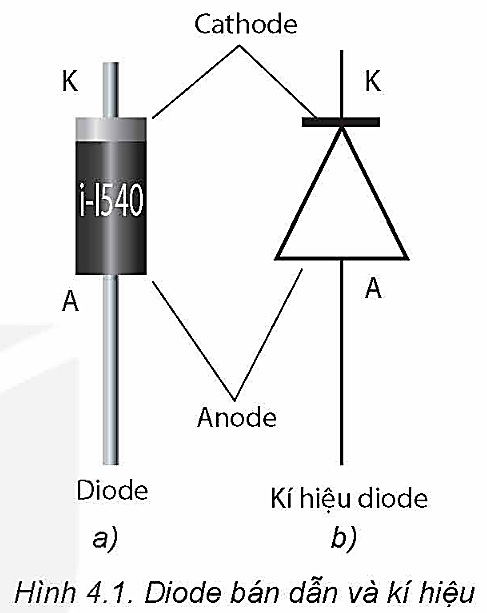 Cathode
K
K
i-I540
A
A
Anode
Diode
Kí hiệu diode
a)
b)
Hình 4.1. Diode bán dẫn và kí hiệu